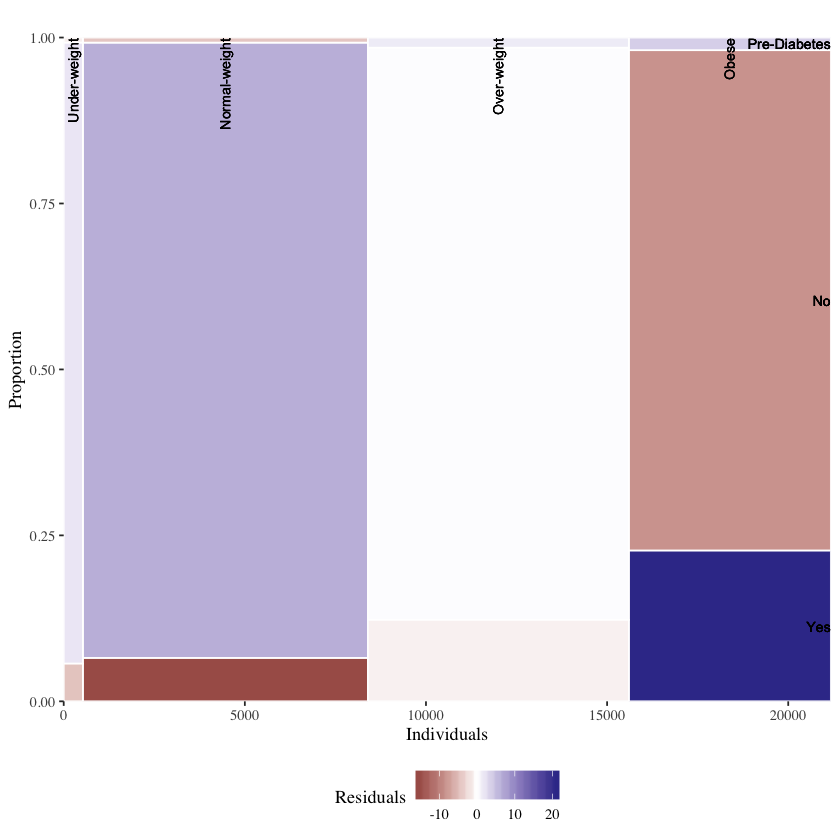 1.00
0.75
0.50
0.25
0.00
Proportion
Under-weight
Normal-weight
Over-weight
Obese
Pre-Diabetes
No
Yes
0 5000 10000 15000 20000
Individuals
Residuals
-10 0 10 20